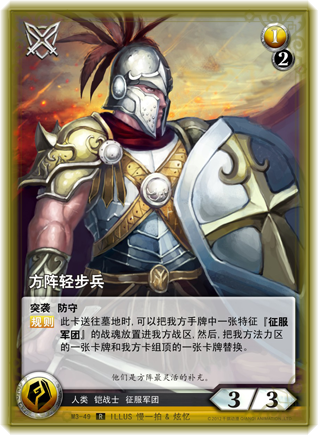 1
2
方阵轻步兵
突袭 防守
规则 此卡送往墓地时，可以把我方手牌中一张特征『征服
军团』的战魂放置进我方战区，然后，把我方法力区
的一张卡牌和我方卡组顶的一张卡牌替换。
他们是方阵最灵活的补充。
人类 铠战士 征服军团
3 / 3
W3-49 R ILLUS 慢一拍 & 炫忆